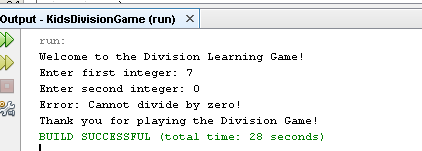 Output - KidsDivisionGame (run)
run:
Welcome to the Division Learning Game!
Enter first integer: 7
Enter second integer: 0
Error: Cannot divide by zero!
Thank you for playing the Division Game!
BUILD SUCCESSFUL (total time: 28 seconds)